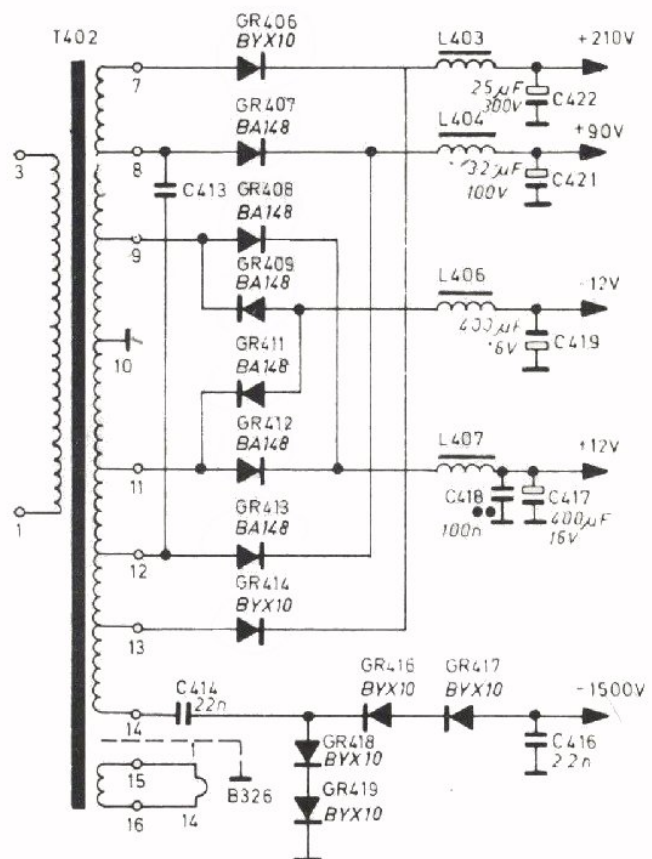 T402
GR406
BYX10
L403
+210V
7
25µF
300V
C422
GR407
BA148
L404
+90V
3
8
32µF
100V
C421
C413
GR408
BA148
9
GR409
BA148
L406
-12V
400µF
16V
C419
10
GR411
BA148
GR412
BA148
L407
+12V
11
C418
100n
C417
400µF
16V
GR413
BA148
1
12
GR414
BYX10
13
C414
22n
GR416
BYX10
GR417
BYX10
-1500V
14
GR418
BYX10
C416
2.2n
15
B326
GR419
BYX10
16
14